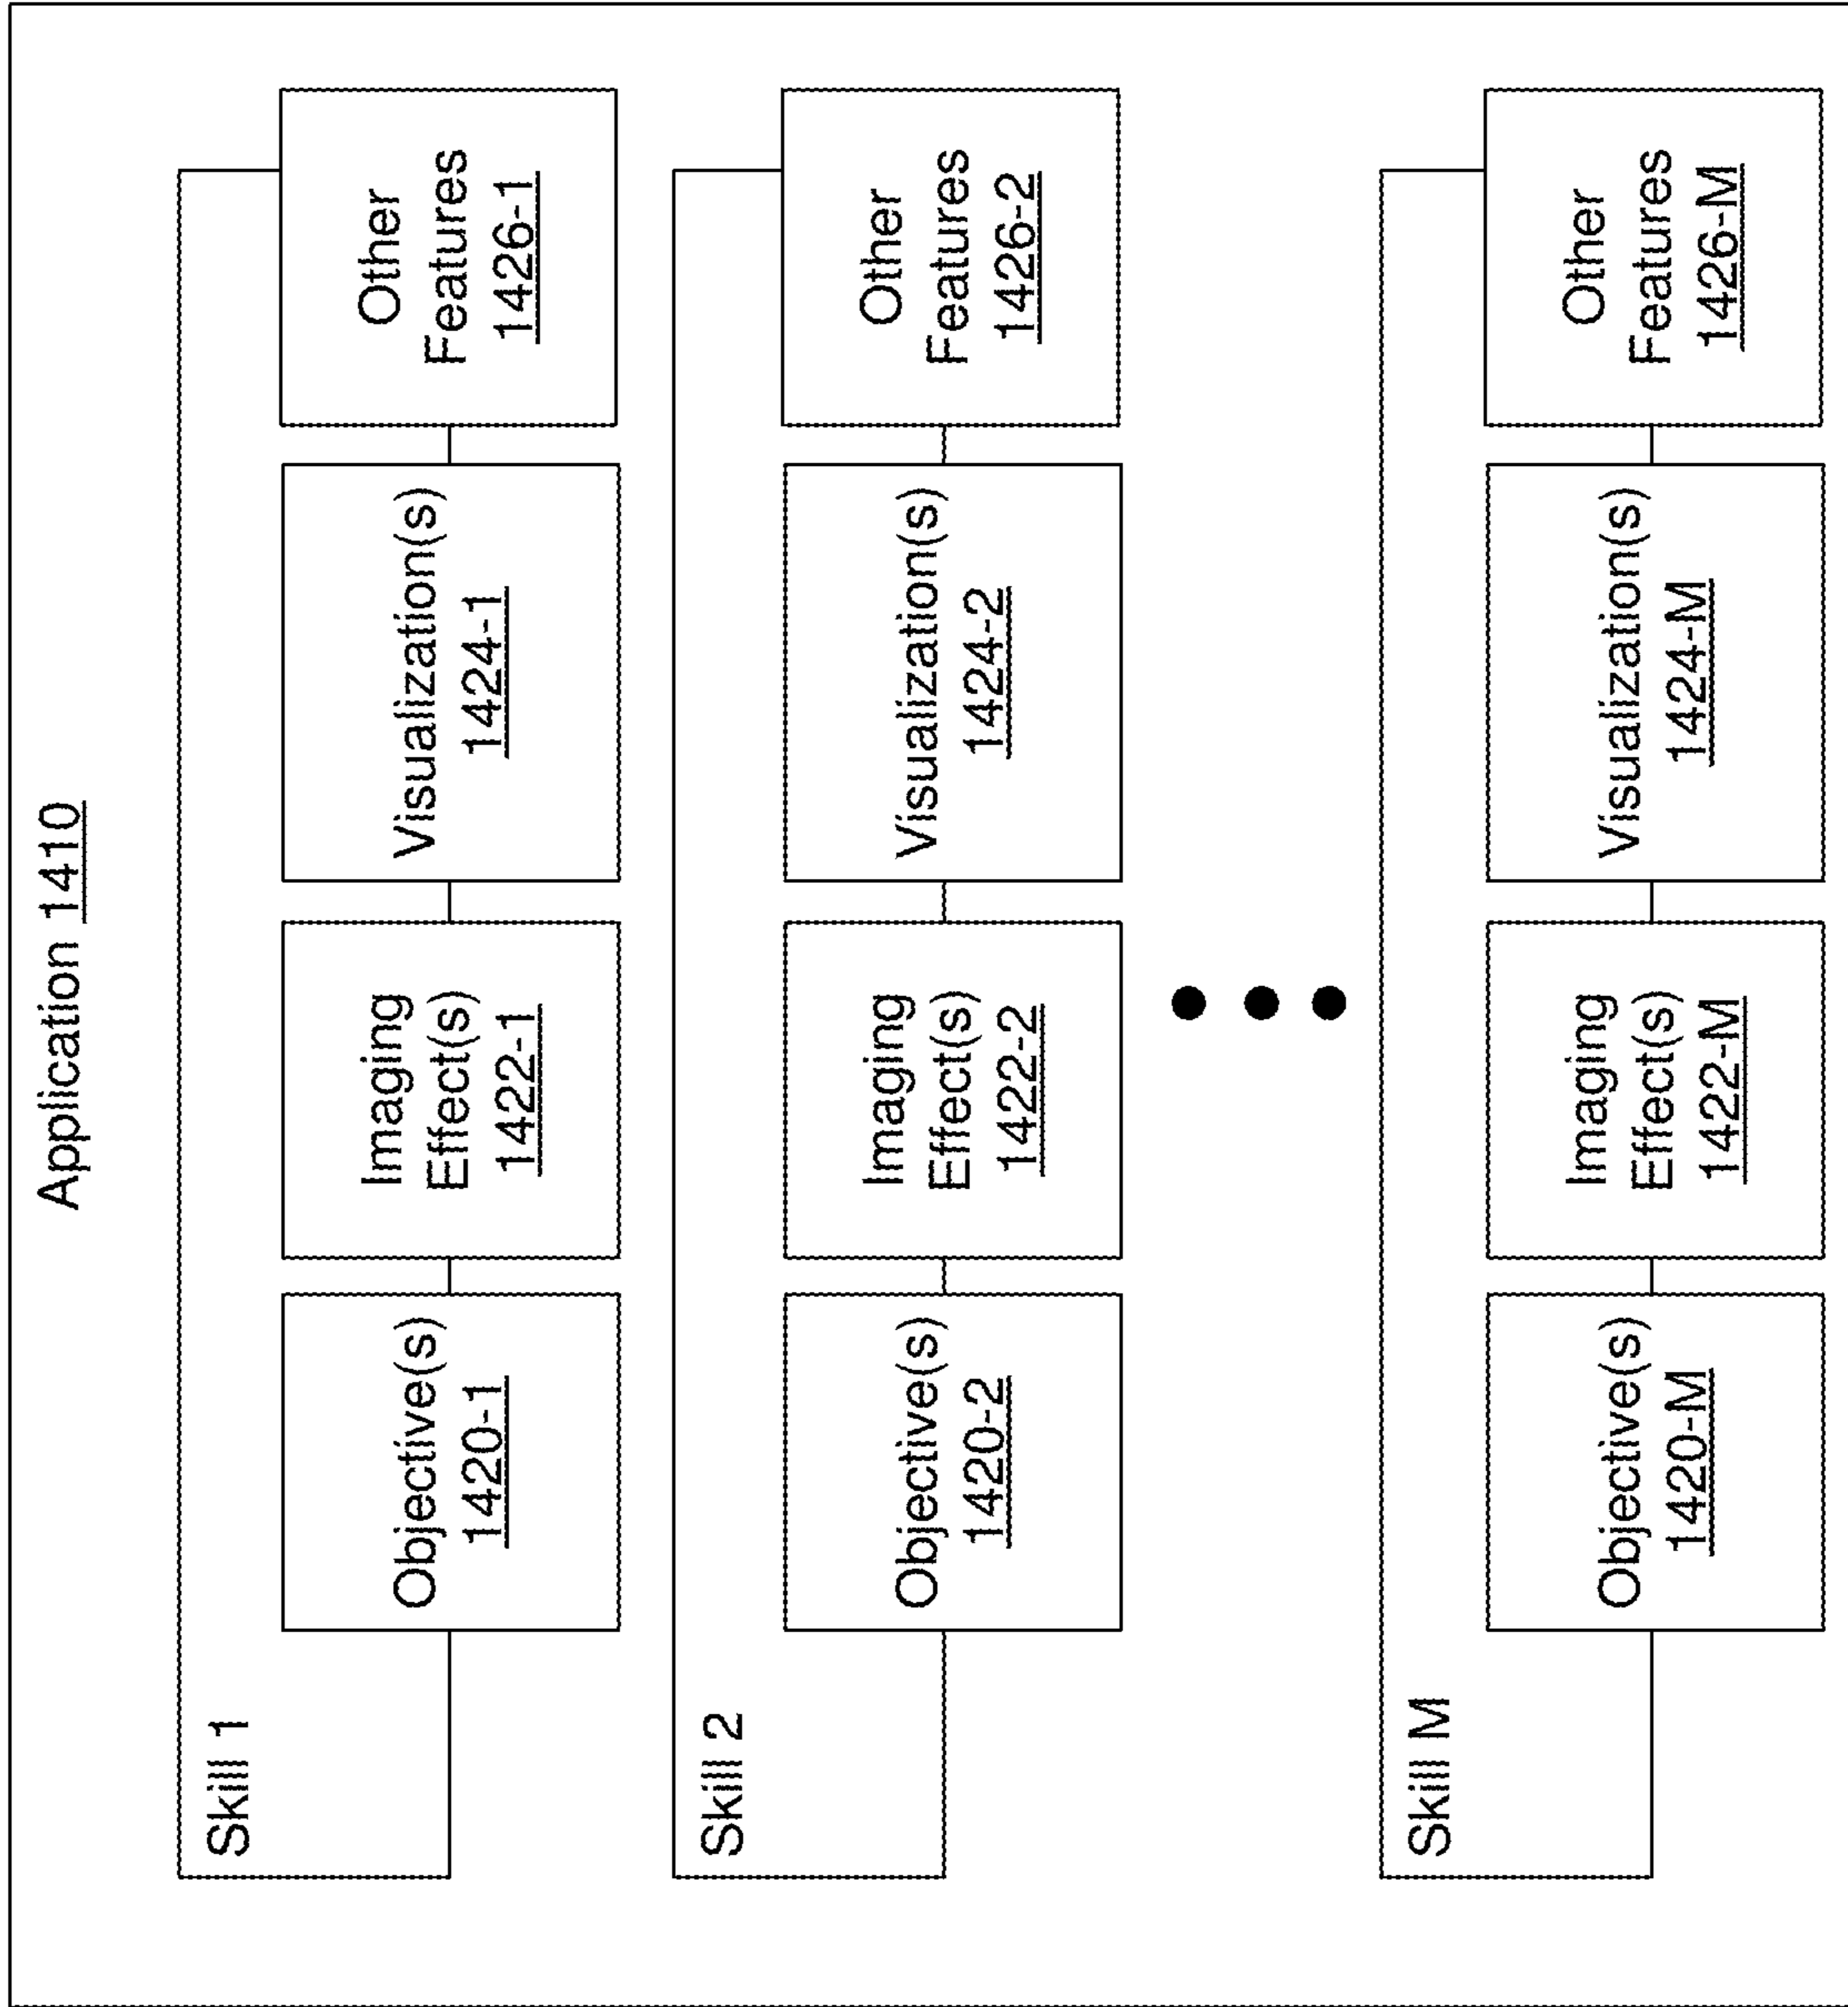 Application 1410
Skill 1
Objective(s)
1420-1
Imaging
Effect(s)
1422-1
Visualization(s)
1424-1
Other
Features
1426-1
Skill 2
Objective(s)
1420-2
Imaging
Effect(s)
1422-2
Visualization(s)
1424-2
Other
Features
1426-2
Skill M
Objective(s)
1420-M
Imaging
Effect(s)
1422-M
Visualization(s)
1424-M
Other
Features
1426-M